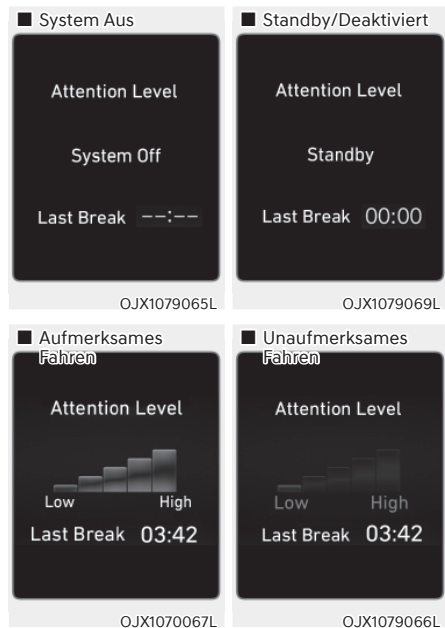 ■ System Aus
Attention Level
System Off
Last Break --:--
OJX1079065L
■ Standby/Deaktiviert
Attention Level
Standby
Last Break 00:00
OJX1079069L
■ Aufmerksames
Fahren
Attention Level
Low High
Last Break 03:42
OJX1070067L
■ Unaufmerksames
Fahren
Attention Level
Low High
Last Break 03:42
OJX1079066L